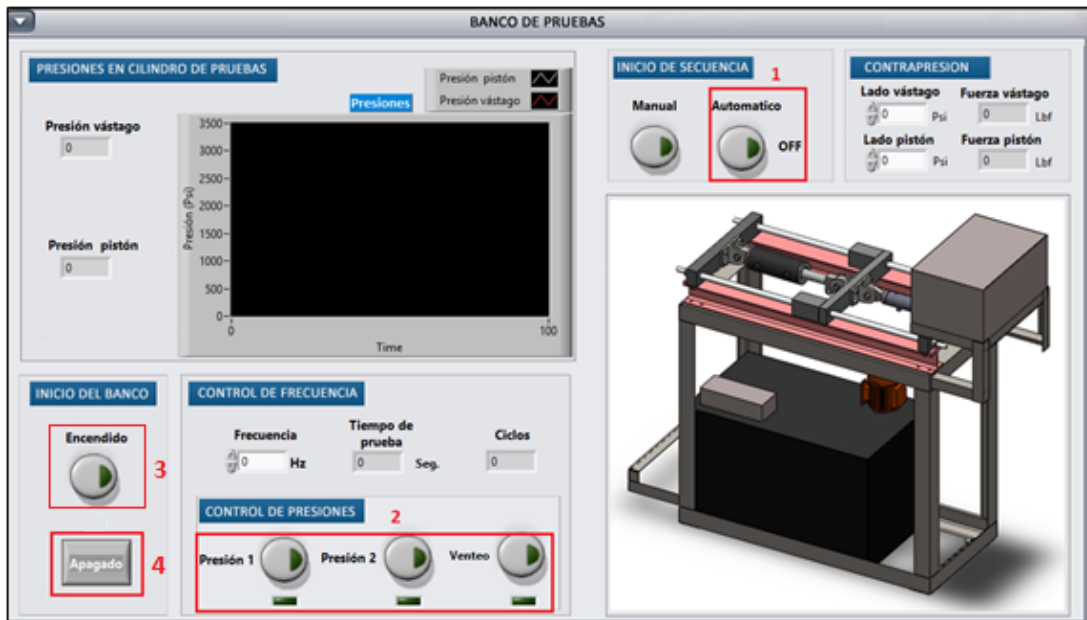 BANCO DE PRUEBAS
PRESIONES EN CILINDRO DE PRUEBAS
Presión pistón
Presión vástago
Presiones
Presión vástago
0
Presión pistón
0
Presión (Psi)
3500
3000
2500
2000
1500
1000
500
0
0 100
Time
INICIO DE SECUENCIA 1
Manual Automatico
OFF
CONTRAPRESION
Lado vástago Fuerza vástago
0 Psi 0 Lbf
Lado pistón Fuerza pistón
0 Psi 0 Lbf
INICIO DEL BANCO
Encendido
3
Apagado
4
CONTROL DE FRECUENCIA
Frecuencia Tiempo de prueba Ciclos
0 Hz 0 Seg. 0
CONTROL DE PRESIONES 2
Presión 1 Presión 2 Venteo